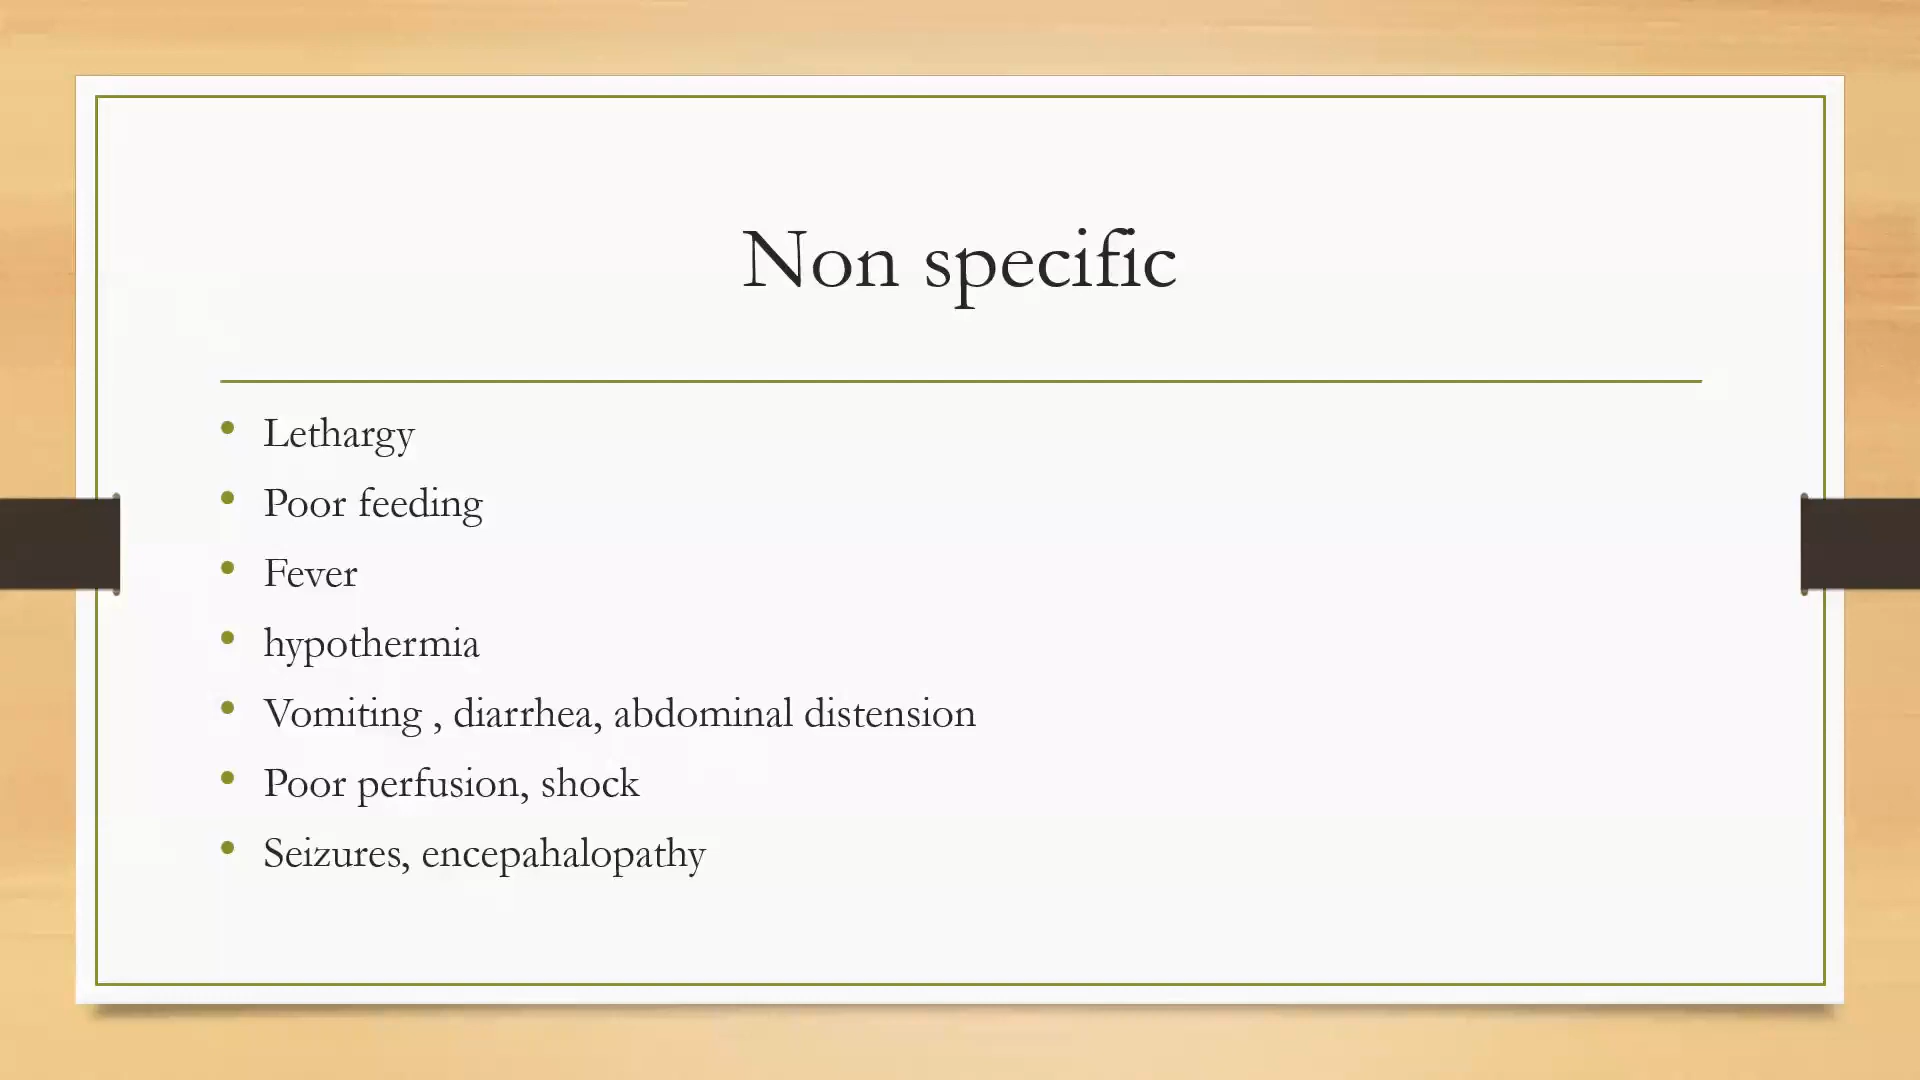 Non specific
• Lethargy
• Poor feeding
• Fever
• hypothermia
• Vomiting , diarrhea, abdominal distension
• Poor perfusion, shock
• Seizures, encepahalopathy